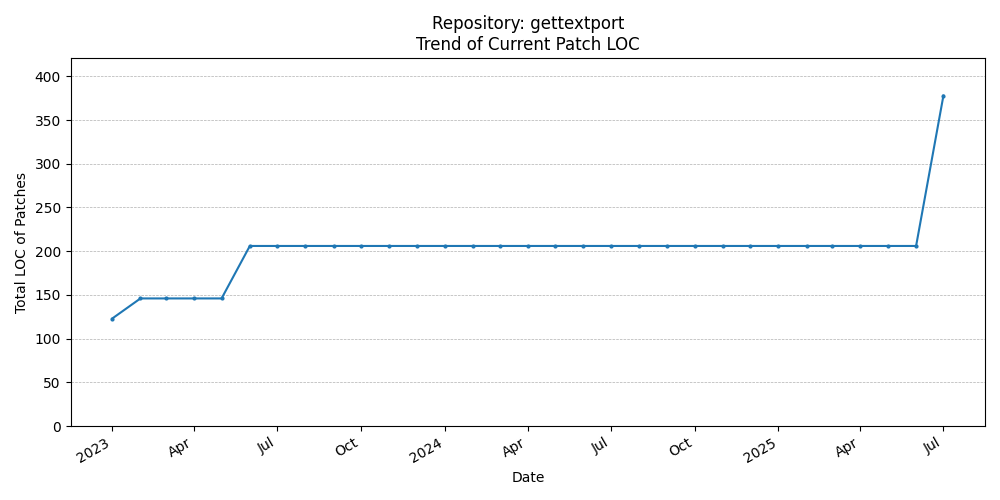 Repository: gettextport
Trend of Current Patch LOC
400
350
300
250
200
150
100
50
0
Total LOC of Patches
2023
Apr
Jul
Oct
2024
Apr
Jul
Oct
2025
Apr
Jul
Date